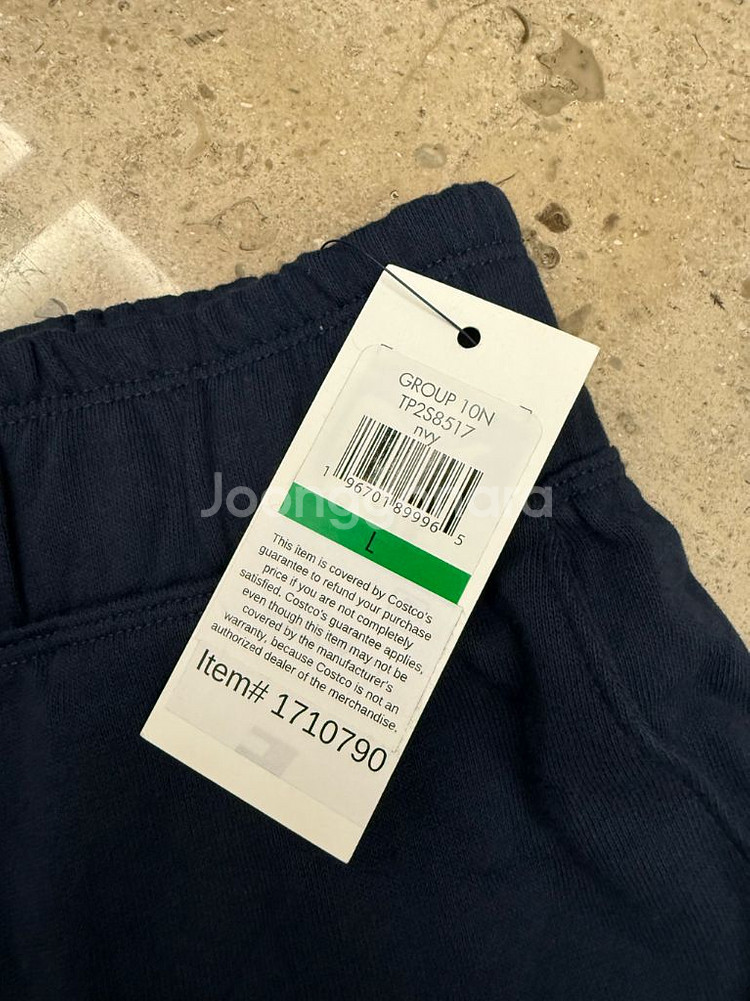 GROUP 10N
TP2S8517
nvy
1 96701 89996 5
Joonggonara
L
This item is covered by Costco's
guarantee to refund your purchase
price if you are not completely
satisfied. Costco's guarantee applies,
even though this item may not be
covered by the manufacturer's
warranty, because Costco is not an
authorized dealer of the merchandise.
Item# 1710790